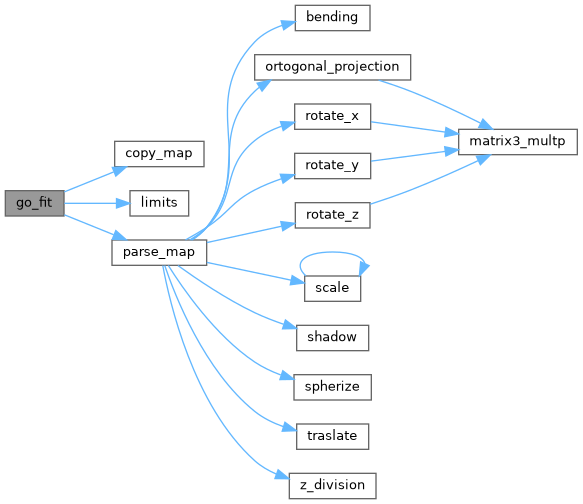 go_fit
copy_map
limits
parse_map
bending
ortogonal_projection
rotate_x
rotate_y
rotate_z
scale
shadow
spherize
traslate
z_division
matrix3_multp